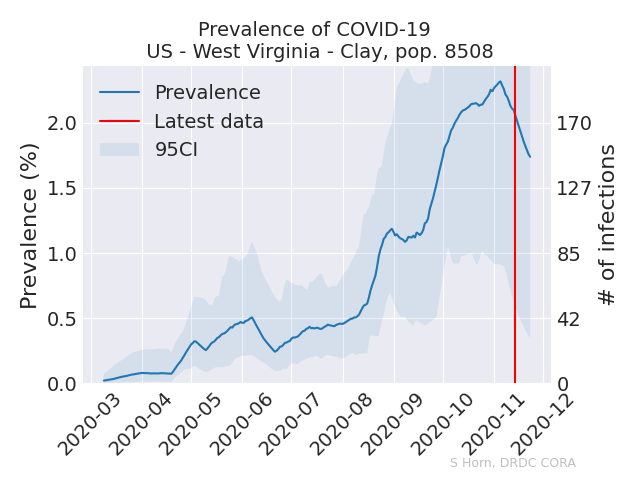 Prevalence of COVID-19
US - West Virginia - Clay, pop. 8508
Prevalence
Latest data
95CI
Prevalence (%)
2.0
1.5
1.0
0.5
0.0
# of infections
170
127
85
42
0
2020-03
2020-04
2020-05
2020-06
2020-07
2020-08
2020-09
2020-10
2020-11
2020-12
S Horn, DRDC CORA